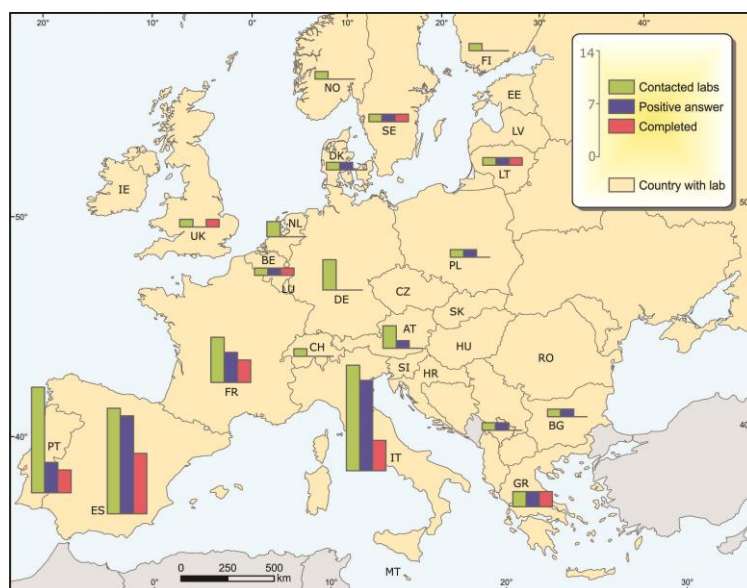 20° 10° 0° 10° 20° 30° 40°
14
7
0
Contacted labs
Positive answer
Completed
Country with lab
FI
NO
EE
SE
LV
DK
LT
IE
50°
NL
UK
BE
PL
LU
DE
CZ
SK
AT
CH
HU
SI
RO
HR
FR
BG
40°
PT
IT
ES
GR
MT
0° 10° 20° 30°
0 250 500
km